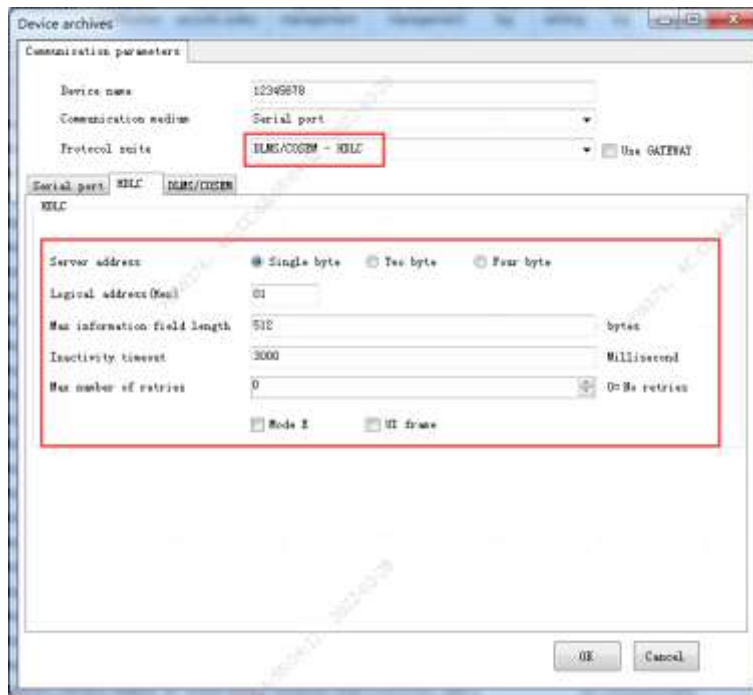 Device archives
Communication parameters
Device name 12345678
Communication medium Serial port
Protocol suite DLMS/COSEM - HDLC Use GATEWAY
Serial port HDLC DLMS/COSEM
HDLC
Server address Single byte Two byte Four byte
Logical address(Hex) 01
Max information field length 512 bytes
Inactivity timeout 3000 Millisecond
Max number of retries 0 0=No retries
Mode E UI frame
OK Cancel